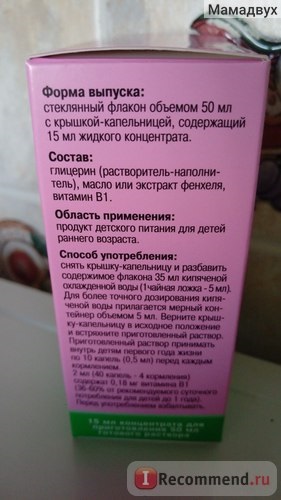 Мамадвух
Форма выпуска:
стеклянный флакон объемом 50 мл
с крышкой-капельницей, содержащий
15 мл жидкого концентрата.
Состав:
глицерин (растворитель-наполни-
тель), масло или экстракт фенхеля,
витамин В1.
Область применения:
продукт детского питания для детей
раннего возраста.
Способ употребления:
снять крышку-капельницу и разбавить
содержимое флакона 35 мл кипяченой
охлажденной воды (1чайная ложка - 5мл).
Для более точного дозирования кипя-
ченой воды прилагается мерный кон-
тейнер объемом 5 мл. Верните крыш-
ку-капельницу в исходное положение
и встряхните приготовленный раствор.
Приготовленный раствор принимают
внутрь детям первого года жизни
по 10 капель (0,5 мл) перед каждым
кормлением.
2 мл (40 капель - 4 кормления)
содержат 0,18 мг витамина В1
(36-60% от рекомендуемого суточного
потребления для детей до 1 года).
Перед употреблением взбалтывать.
15 мл концентрата для
приготовления 50 мл
готового раствора
iRecommend.ru